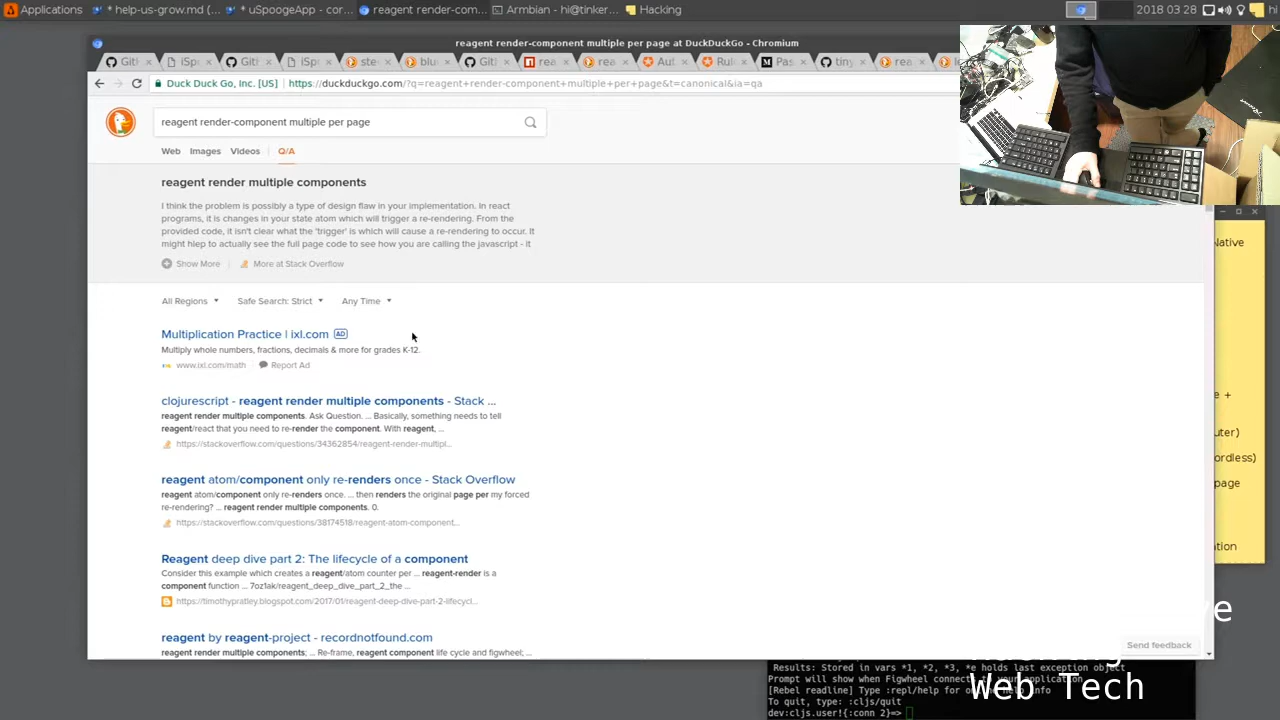 Applications
* help-us-grow.md (...
* uSpoogeApp - cor...
reagent render-com...
Armbian - hi@tinker...
Hacking
2018 03 28
hi
reagent render-component multiple per page at DuckDuckGo - Chromium
Duck Duck Go, Inc. [US]
https://duckduckgo.com/?q=reagent+render-component+multiple+per+page&t=canonical&ia=qa
reagent render-component multiple per page
Web Images Videos Q/A
reagent render multiple components
I think the problem is possibly a type of design flaw in your implementation. In react
programs, it is changes in your state atom which will trigger a re-rendering. From the
provided code, it isn't clear what the 'trigger' is which will cause a re-rendering to occur. It
might hlep to actually see the full page code to see how you are calling the javascript - it
Show More
More at Stack Overflow
All Regions
Safe Search: Strict
Any Time
Multiplication Practice | ixl.com AD
Multiply whole numbers, fractions, decimals & more for grades K-12.
www.ixl.com/math
Report Ad
clojurescript - reagent render multiple components - Stack ...
reagent render multiple components. Ask Question. ... Basically, something needs to tell
reagent/react that you need to re-render the component. With reagent, ...
https://stackoverflow.com/questions/34362854/reagent-render-multipl...
reagent atom/component only re-renders once - Stack Overflow
reagent atom/component only re-renders once. ... then renders the original page per my forced
re-rendering? ... reagent render multiple components. 0.
https://stackoverflow.com/questions/38174518/reagent-atom-component...
Reagent deep dive part 2: The lifecycle of a component
Consider this example which creates a reagent/atom counter per ... reagent-render is a
component function ... 7oz1ak/reagent_deep_dive_part_2_the ...
https://timothypratley.blogspot.com/2017/01/reagent-deep-dive-part-2-lifecycl...
reagent by reagent-project - recordnotfound.com
reagent render multiple components; ... Re-frame, reagent component life cycle and figwheel; ...
Send feedback
page
Results: Stored in vars *1, *2, *3, *e holds last exception object
Prompt will show when Figwheel connects to your application
[Rebel readline] Type :repl/help for online help info
To quit, type: :cljs/quit
dev:cljs.user!{:conn 2}=>
Web Tech